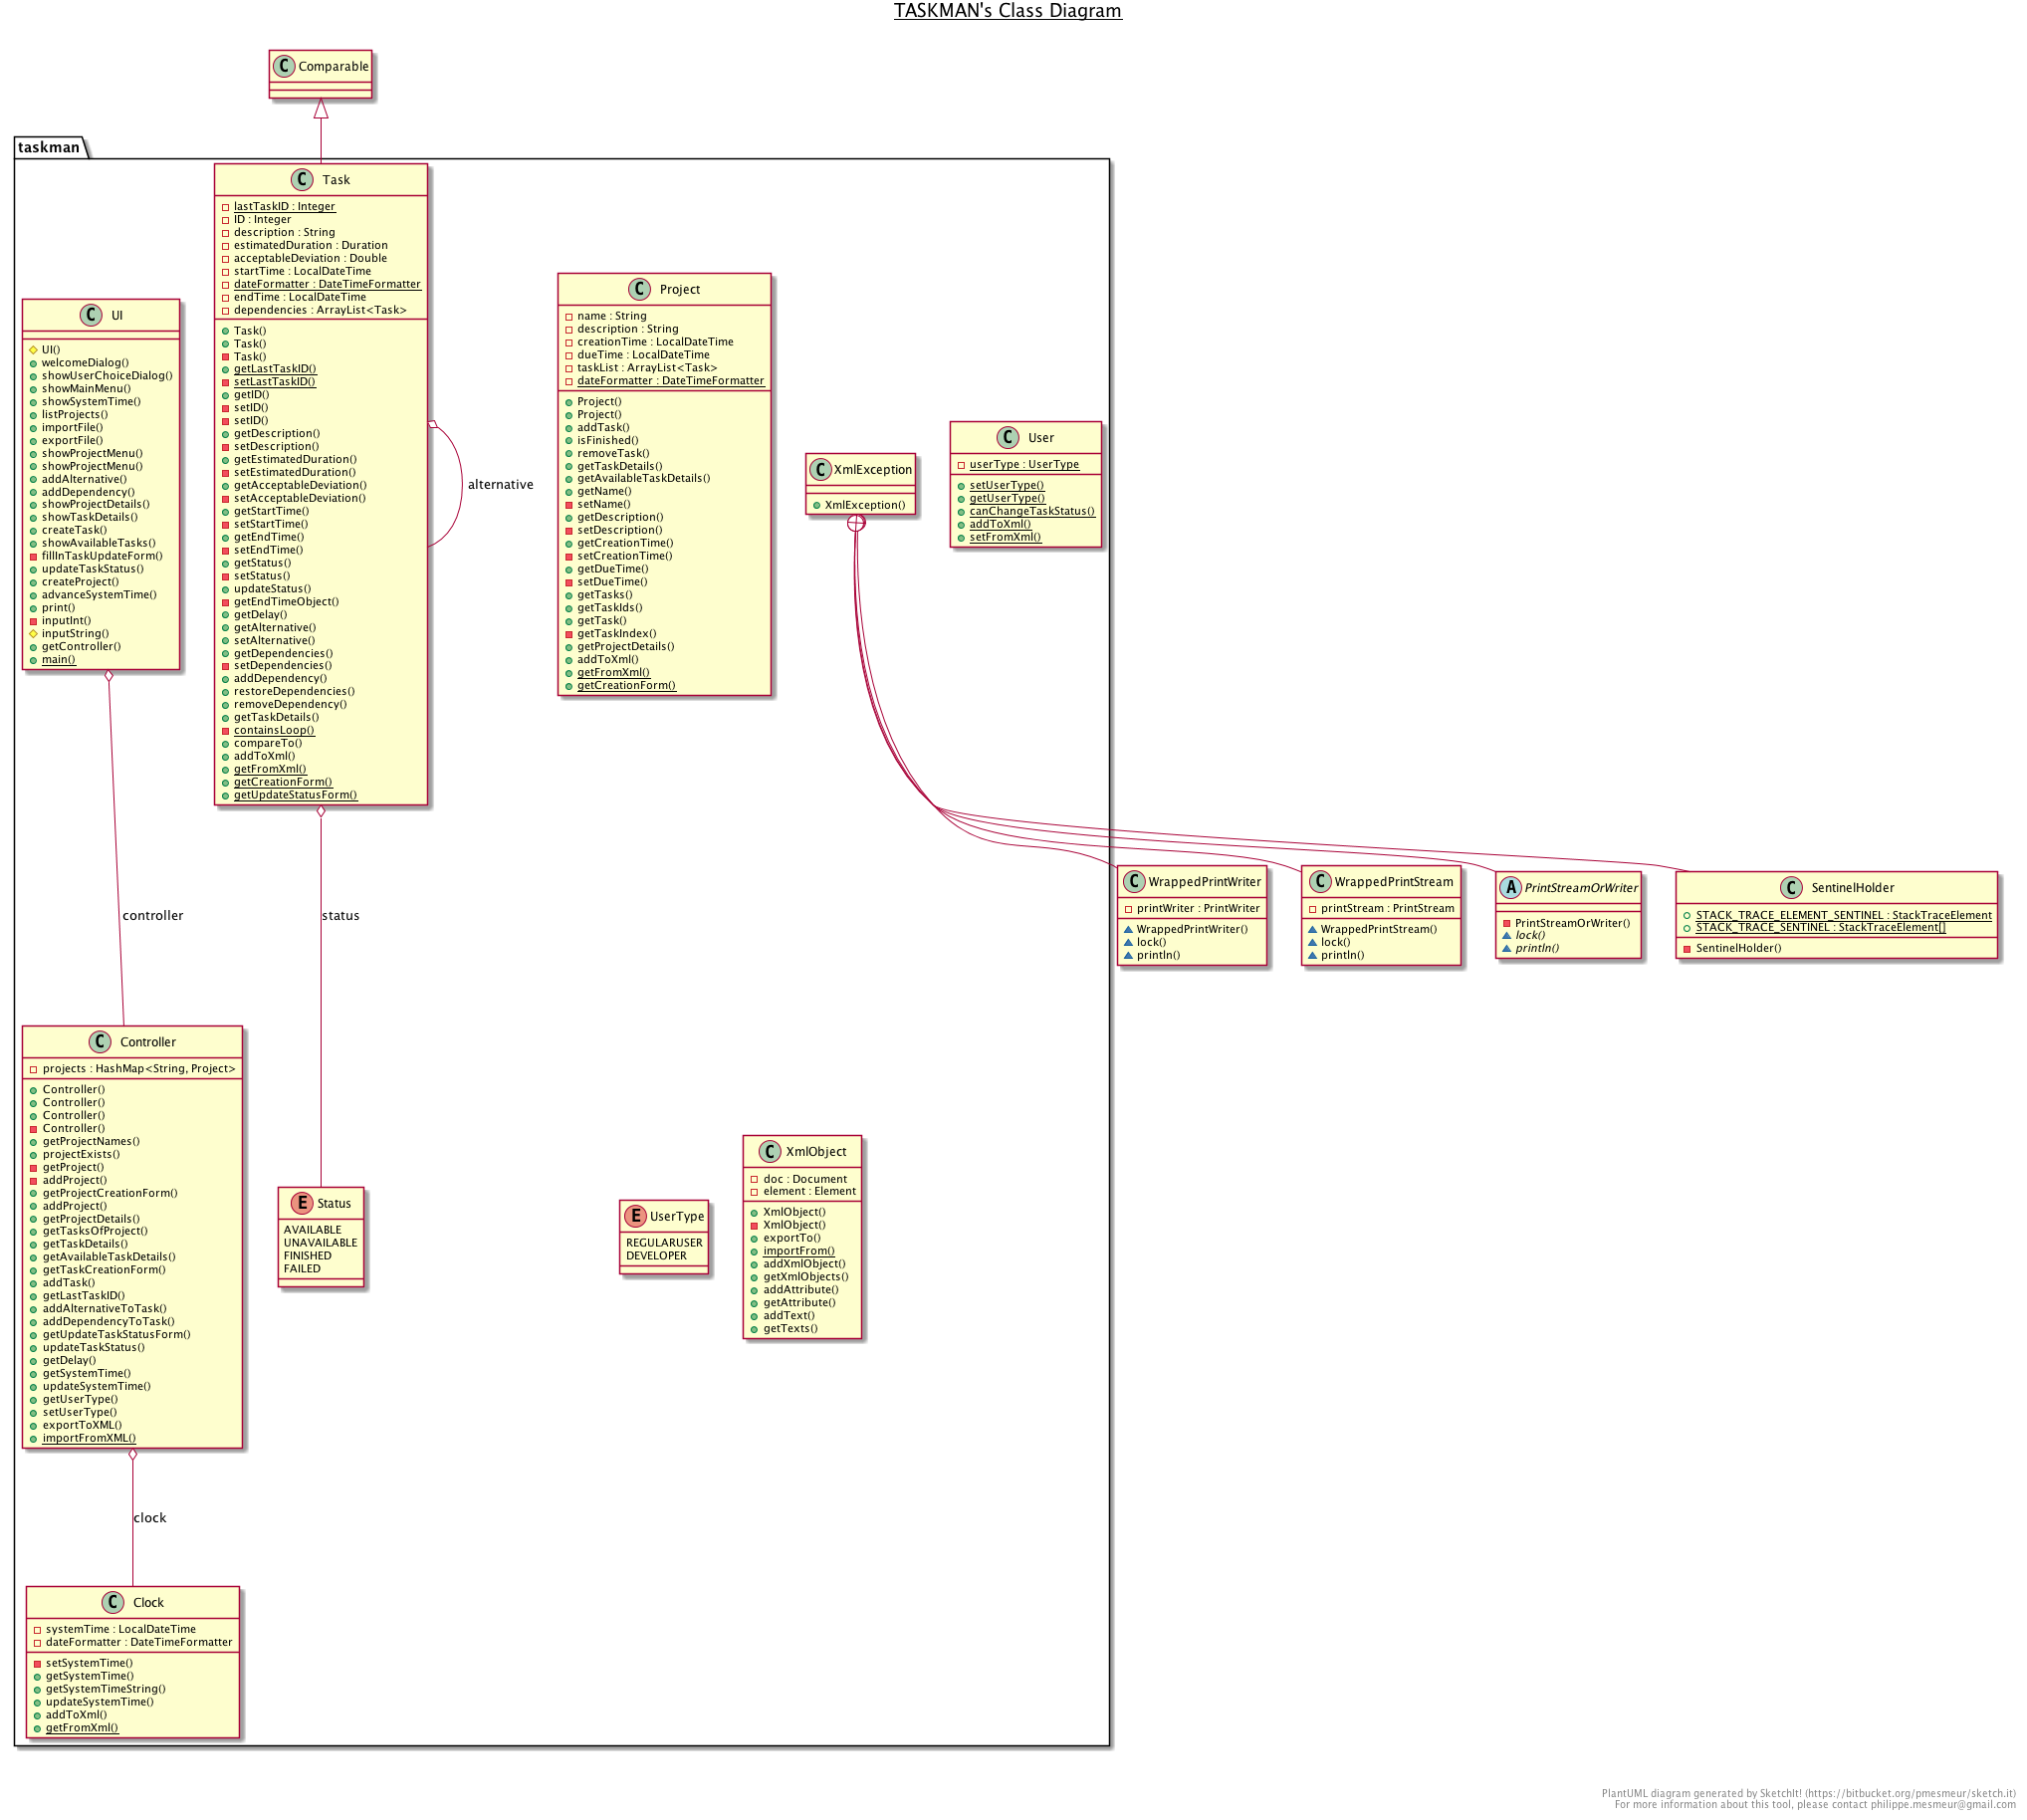 TASKMAN's Class Diagram
Comparable
taskman
Task
lastTaskID : Integer
ID : Integer
description : String
estimatedDuration : Duration
acceptableDeviation : Double
startTime : LocalDateTime
dateFormatter : DateTimeFormatter
endTime : LocalDateTime
dependencies : ArrayList<Task>
Task()
Task()
Task()
getLastTaskID()
setLastTaskID()
getID()
setID()
setID()
getDescription()
setDescription()
getEstimatedDuration()
setEstimatedDuration()
getAcceptableDeviation()
setAcceptableDeviation()
getStartTime()
setStartTime()
getEndTime()
setEndTime()
getStatus()
setStatus()
updateStatus()
getEndTimeObject()
getDelay()
getAlternative()
setAlternative()
getDependencies()
setDependencies()
addDependency()
restoreDependencies()
removeDependency()
getTaskDetails()
containsLoop()
compareTo()
addToXml()
getFromXml()
getCreationForm()
getUpdateStatusForm()
alternative
UI
UI()
welcomeDialog()
showUserChoiceDialog()
showMainMenu()
showSystemTime()
listProjects()
importFile()
exportFile()
showProjectMenu()
showProjectMenu()
addAlternative()
addDependency()
showProjectDetails()
showTaskDetails()
createTask()
showAvailableTasks()
fillInTaskUpdateForm()
updateTaskStatus()
createProject()
advanceSystemTime()
print()
inputInt()
inputString()
getController()
main()
Project
name : String
description : String
creationTime : LocalDateTime
dueTime : LocalDateTime
taskList : ArrayList<Task>
dateFormatter : DateTimeFormatter
Project()
Project()
addTask()
isFinished()
removeTask()
getTaskDetails()
getAvailableTaskDetails()
getName()
setName()
getDescription()
setDescription()
getCreationTime()
setCreationTime()
getDueTime()
setDueTime()
getTasks()
getTaskIds()
getTask()
getTaskIndex()
getProjectDetails()
addToXml()
getFromXml()
getCreationForm()
XmlException
XmlException()
User
userType : UserType
setUserType()
getUserType()
canChangeTaskStatus()
addToXml()
setFromXml()
controller
status
WrappedPrintWriter
printWriter : PrintWriter
WrappedPrintWriter()
lock()
println()
WrappedPrintStream
printStream : PrintStream
WrappedPrintStream()
lock()
println()
PrintStreamOrWriter
PrintStreamOrWriter()
lock()
println()
SentinelHolder
STACK_TRACE_ELEMENT_SENTINEL : StackTraceElement
STACK_TRACE_SENTINEL : StackTraceElement[]
SentinelHolder()
Controller
projects : HashMap<String, Project>
Controller()
Controller()
Controller()
Controller()
getProjectNames()
projectExists()
getProject()
addProject()
getProjectCreationForm()
addProject()
getProjectDetails()
getTasksOfProject()
getTaskDetails()
getAvailableTaskDetails()
getTaskCreationForm()
addTask()
getLastTaskID()
addAlternativeToTask()
addDependencyToTask()
getUpdateTaskStatusForm()
updateTaskStatus()
getDelay()
getSystemTime()
updateSystemTime()
getUserType()
setUserType()
exportToXML()
importFromXML()
Status
AVAILABLE
UNAVAILABLE
FINISHED
FAILED
UserType
REGULARUSER
DEVELOPER
XmlObject
doc : Document
element : Element
XmlObject()
XmlObject()
exportTo()
importFrom()
addXmlObject()
getXmlObjects()
addAttribute()
getAttribute()
addText()
getTexts()
clock
Clock
systemTime : LocalDateTime
dateFormatter : DateTimeFormatter
setSystemTime()
getSystemTime()
getSystemTimeString()
updateSystemTime()
addToXml()
getFromXml()
PlantUML diagram generated by SketchIt! (https://bitbucket.org/pmesmeur/sketch.it)
For more information about this tool, please contact philippe.mesmeur@gmail.com